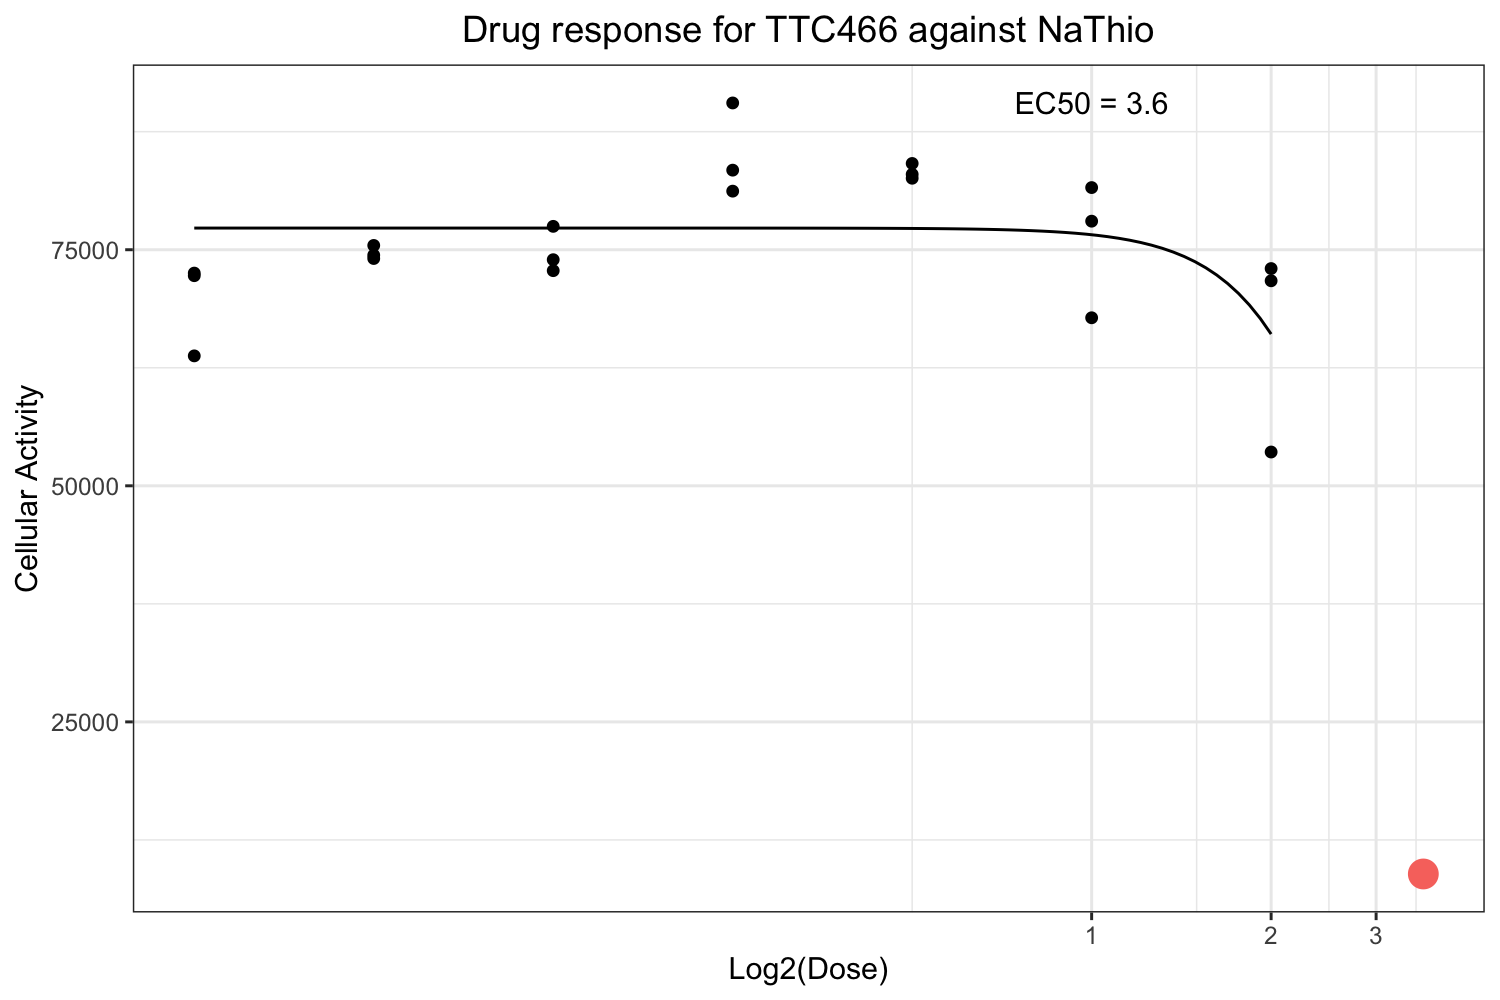 Drug response for TTC466 against NaThio
EC50 = 3.6
Cellular Activity
75000
50000
25000
1 2 3
Log2(Dose)